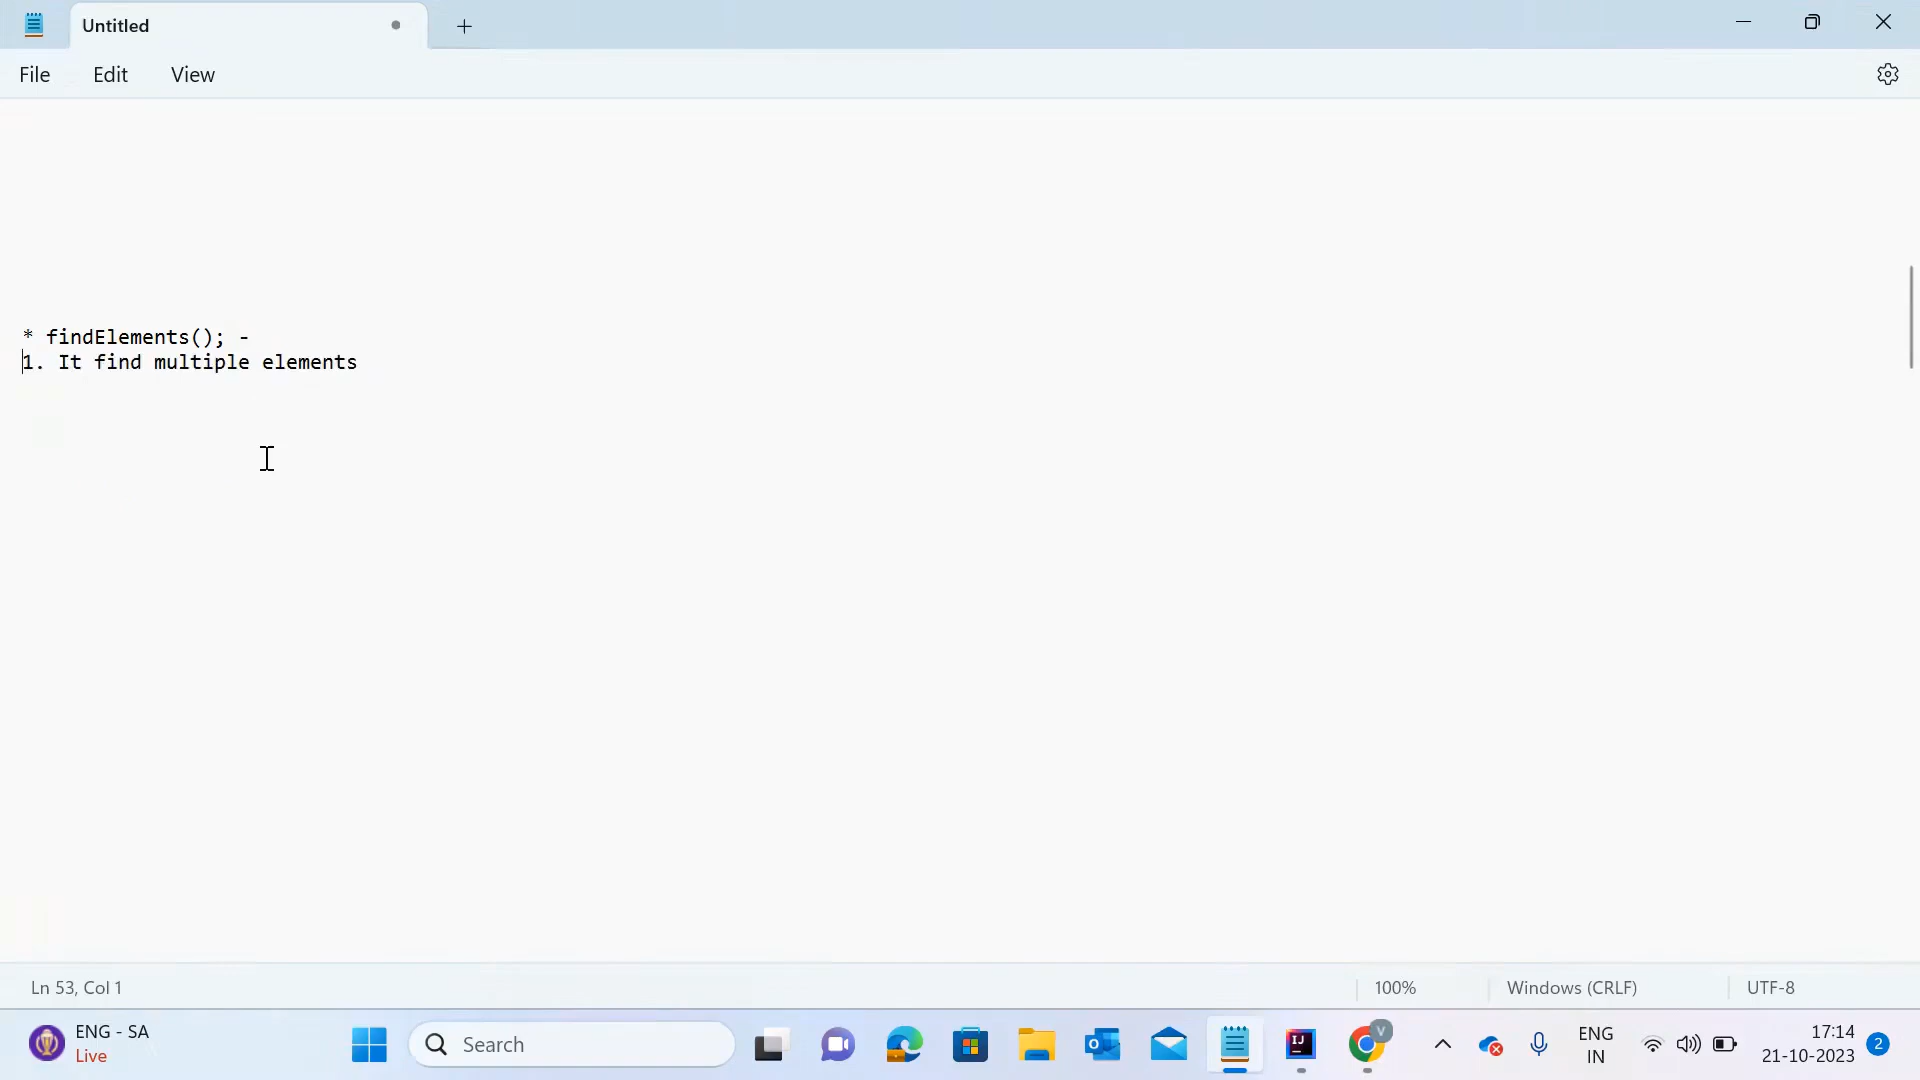 Untitled
File Edit View
* findElements(); -
1. It find multiple elements
Ln 53, Col 1 100% Windows (CRLF) UTF-8
ENG - SA
Live
Search
IJ
V
ENG
IN
17:14
21-10-2023
2